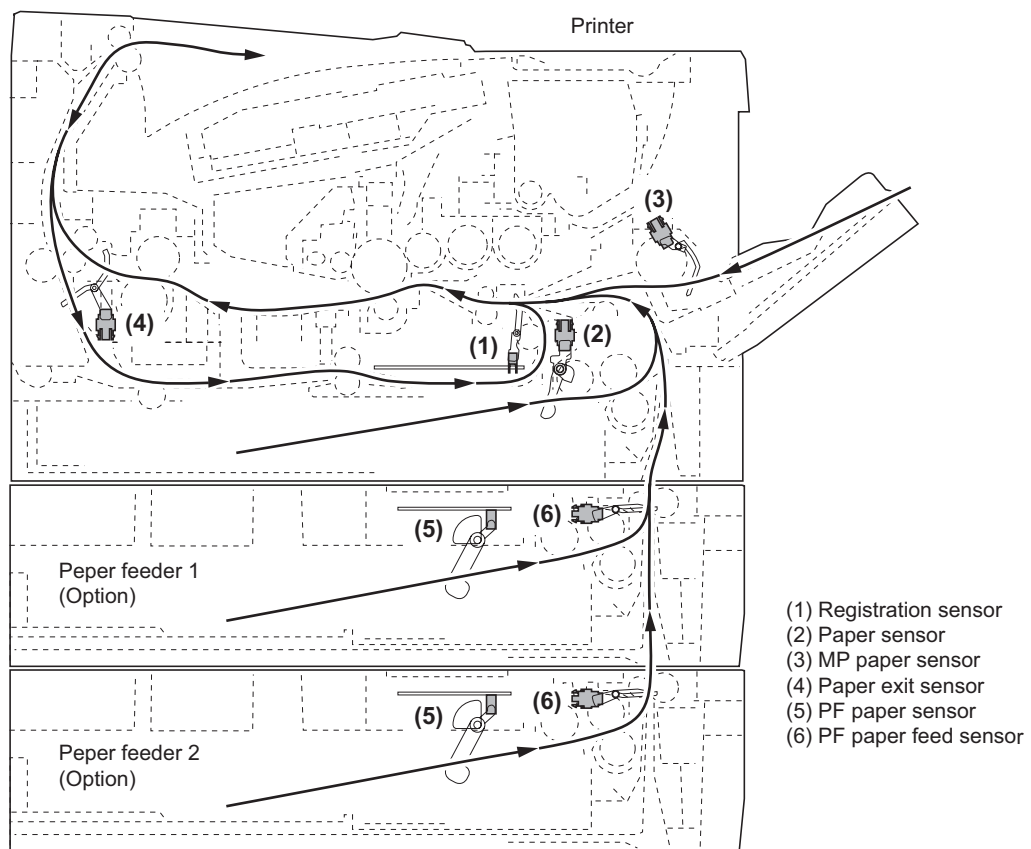 Printer
(3)
(4)
(1)
(2)
(5)
(6)
Peper feeder 1
(Option)
(5)
(6)
Peper feeder 2
(Option)
(1) Registration sensor
(2) Paper sensor
(3) MP paper sensor
(4) Paper exit sensor
(5) PF paper sensor
(6) PF paper feed sensor